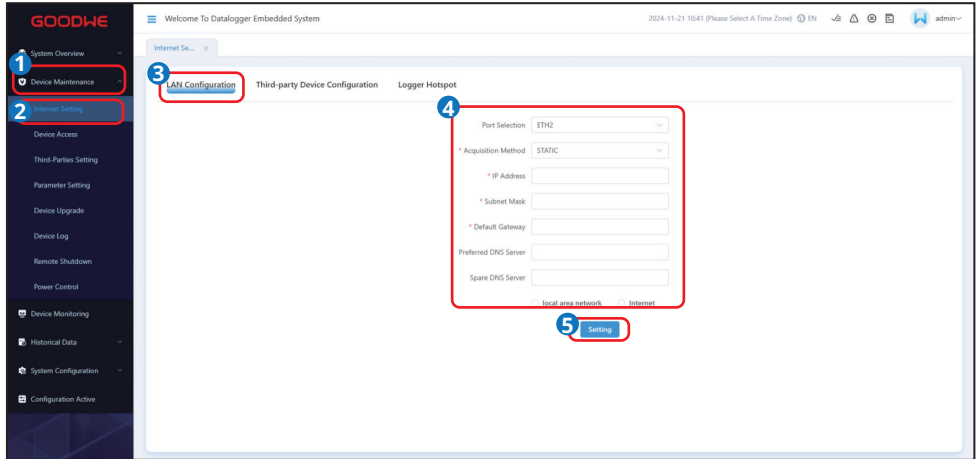 GOODWE
Welcome To Datalogger Embedded System
2024-11-21 10:41 (Please Select A Time Zone)
EN
admin
Internet Se... ×
System Overview
1
Device Maintenance
2
Internet Setting
Device Access
Third-Parties Setting
Parameter Setting
Device Upgrade
Device Log
Remote Shutdown
Power Control
Device Monitoring
Historical Data
System Configuration
Configuration Active
3
LAN Configuration
Third-party Device Configuration
Logger Hotspot
4
Port Selection ETH2
* Acquisition Method STATIC
* IP Address
* Subnet Mask
* Default Gateway
Preferred DNS Server
Spare DNS Server
local area network Internet
5
Setting